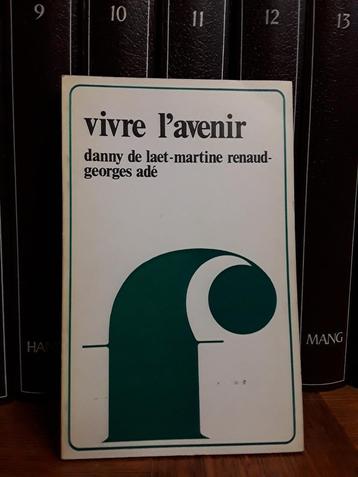 9
10
11
12
13
vivre l'avenir
danny de laet-martine renaud-
georges adé
MANG